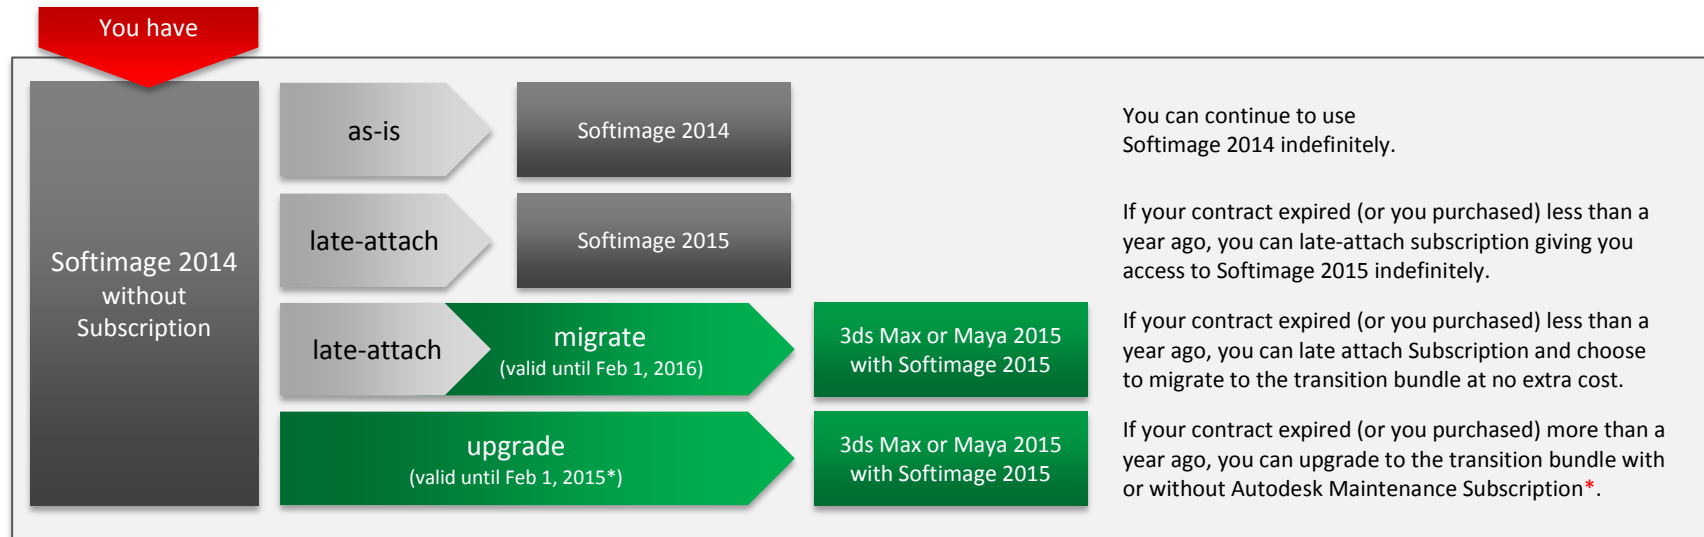 You have
Softimage 2014
without
Subscription
as-is
Softimage 2014
You can continue to use
Softimage 2014 indefinitely.
late-attach
Softimage 2015
If your contract expired (or you purchased) less than a
year ago, you can late-attach subscription giving you
access to Softimage 2015 indefinitely.
late-attach
migrate
(valid until Feb 1, 2016)
3ds Max or Maya 2015
with Softimage 2015
If your contract expired (or you purchased) less than a
year ago, you can late attach Subscription and choose
to migrate to the transition bundle at no extra cost.
upgrade
(valid until Feb 1, 2015*)
3ds Max or Maya 2015
with Softimage 2015
If your contract expired (or you purchased) more than a
year ago, you can upgrade to the transition bundle with
or without Autodesk Maintenance Subscription*.